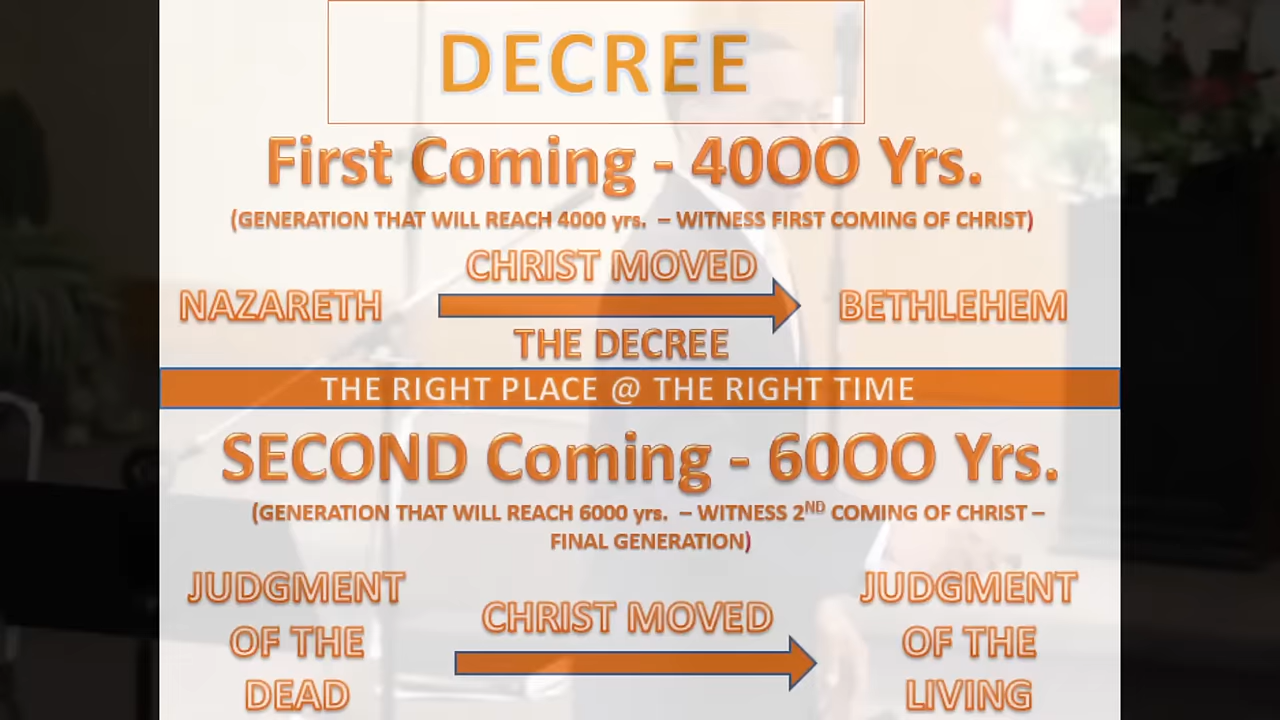 DECREE
First Coming - 40OO Yrs.
(GENERATION THAT WILL REACH 4000 yrs. – WITNESS FIRST COMING OF CHRIST)
CHRIST MOVED
NAZARETH
BETHLEHEM
THE DECREE
THE RIGHT PLACE @ THE RIGHT TIME
SECOND Coming - 60OO Yrs.
(GENERATION THAT WILL REACH 6000 yrs. – WITNESS 2ND COMING OF CHRIST –
FINAL GENERATION)
JUDGMENT
OF THE
DEAD
CHRIST MOVED
JUDGMENT
OF THE
LIVING